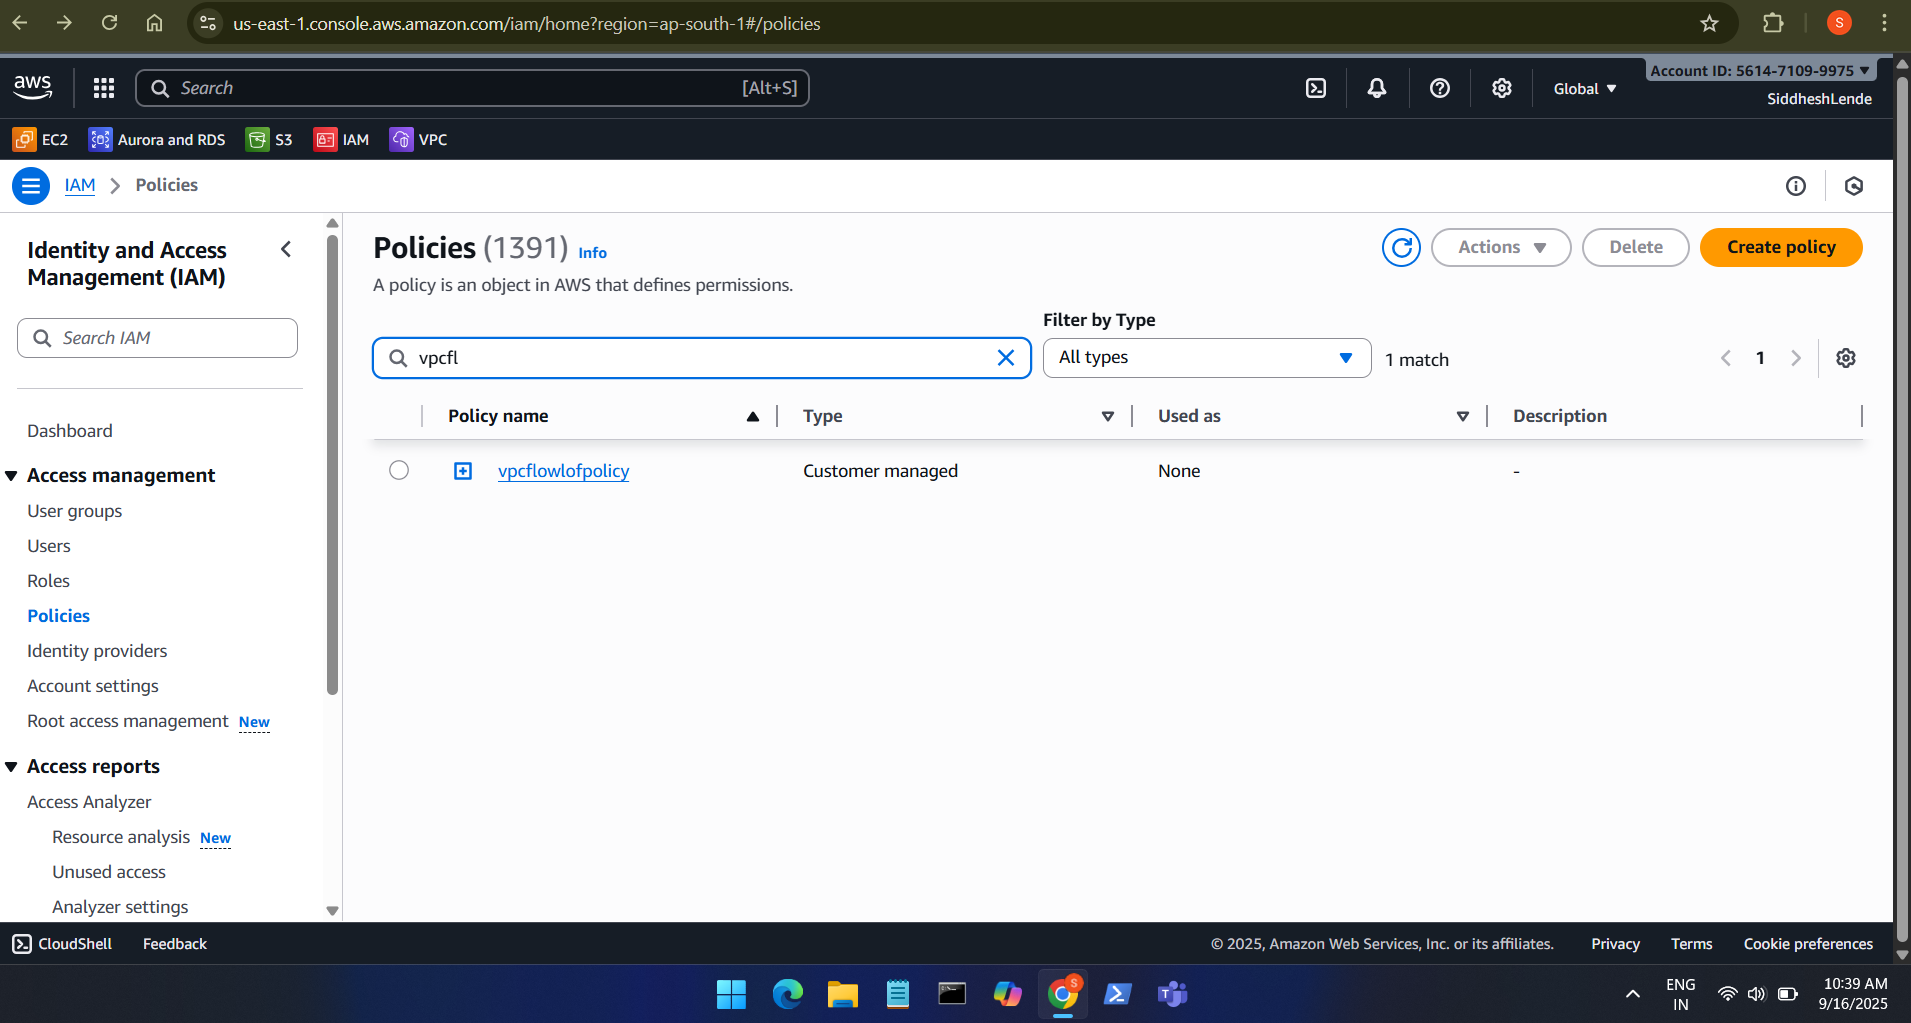 us-east-1.console.aws.amazon.com/iam/home?region=ap-south-1#/policies
S
aws
Search
[Alt+S]
Global
Account ID: 5614-7109-9975
SiddheshLende
EC2
Aurora and RDS
S3
IAM
VPC
IAM
Policies
Identity and Access
Management (IAM)
Search IAM
Dashboard
Access management
User groups
Users
Roles
Policies
Identity providers
Account settings
Root access management New
Access reports
Access Analyzer
Resource analysis New
Unused access
Analyzer settings
Policies (1391) Info
A policy is an object in AWS that defines permissions.
Actions
Delete
Create policy
Filter by Type
vpcfl
All types
1 match
1
Policy name
Type
Used as
Description
vpcflowlofpolicy
Customer managed
None
-
CloudShell
Feedback
© 2025, Amazon Web Services, Inc. or its affiliates.
Privacy
Terms
Cookie preferences
S
T
ENG
IN
10:39 AM
9/16/2025